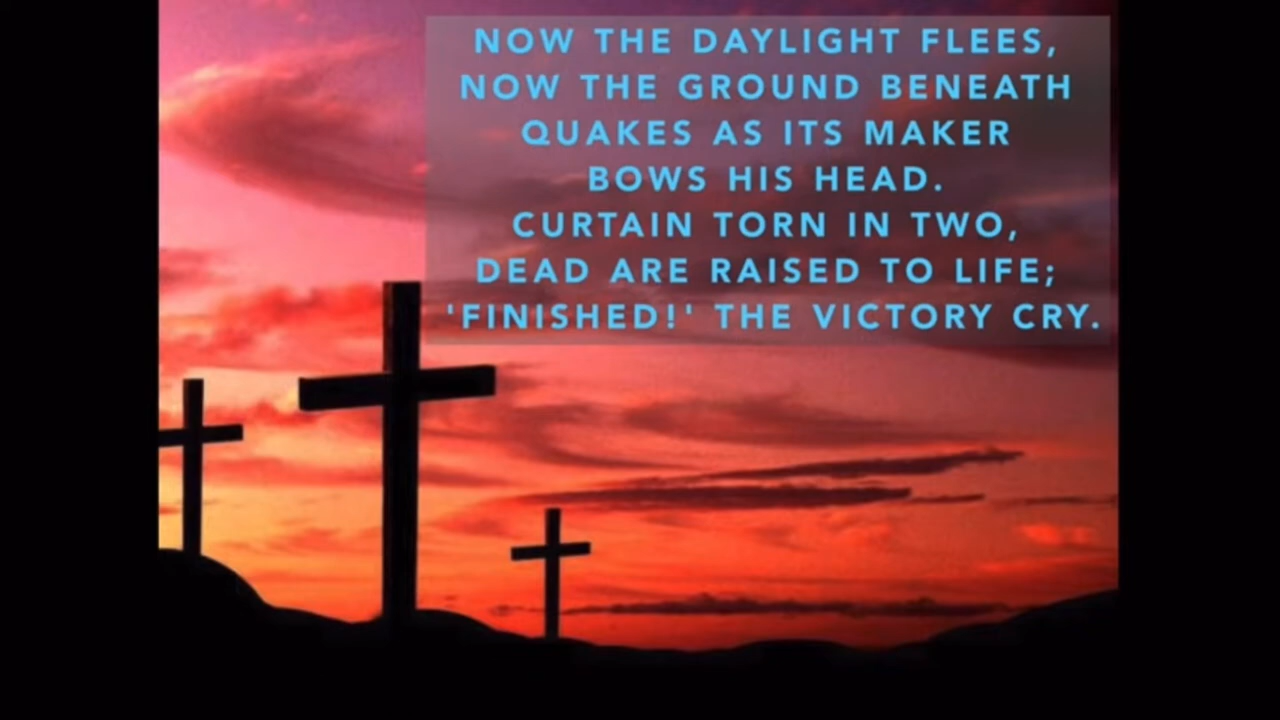 NOW THE DAYLIGHT FLEES,
NOW THE GROUND BENEATH
QUAKES AS ITS MAKER
BOWS HIS HEAD.
CURTAIN TORN IN TWO,
DEAD ARE RAISED TO LIFE;
'FINISHED!' THE VICTORY CRY.